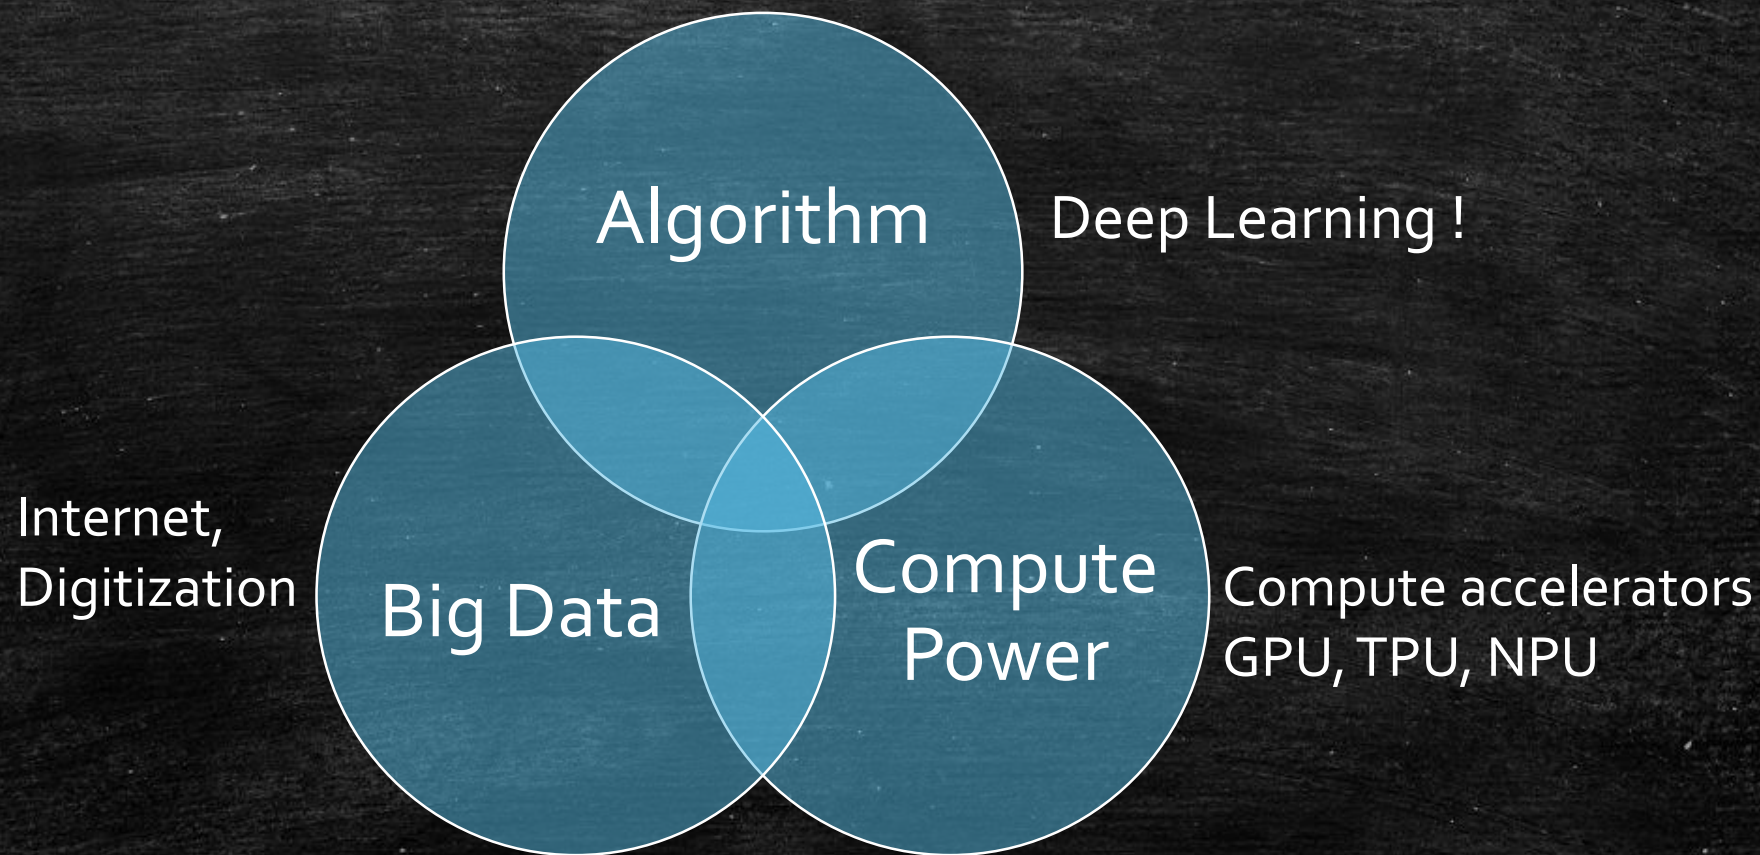 Algorithm
Deep Learning !
Internet,
Digitization
Big Data
Compute
Power
Compute accelerators
GPU, TPU, NPU